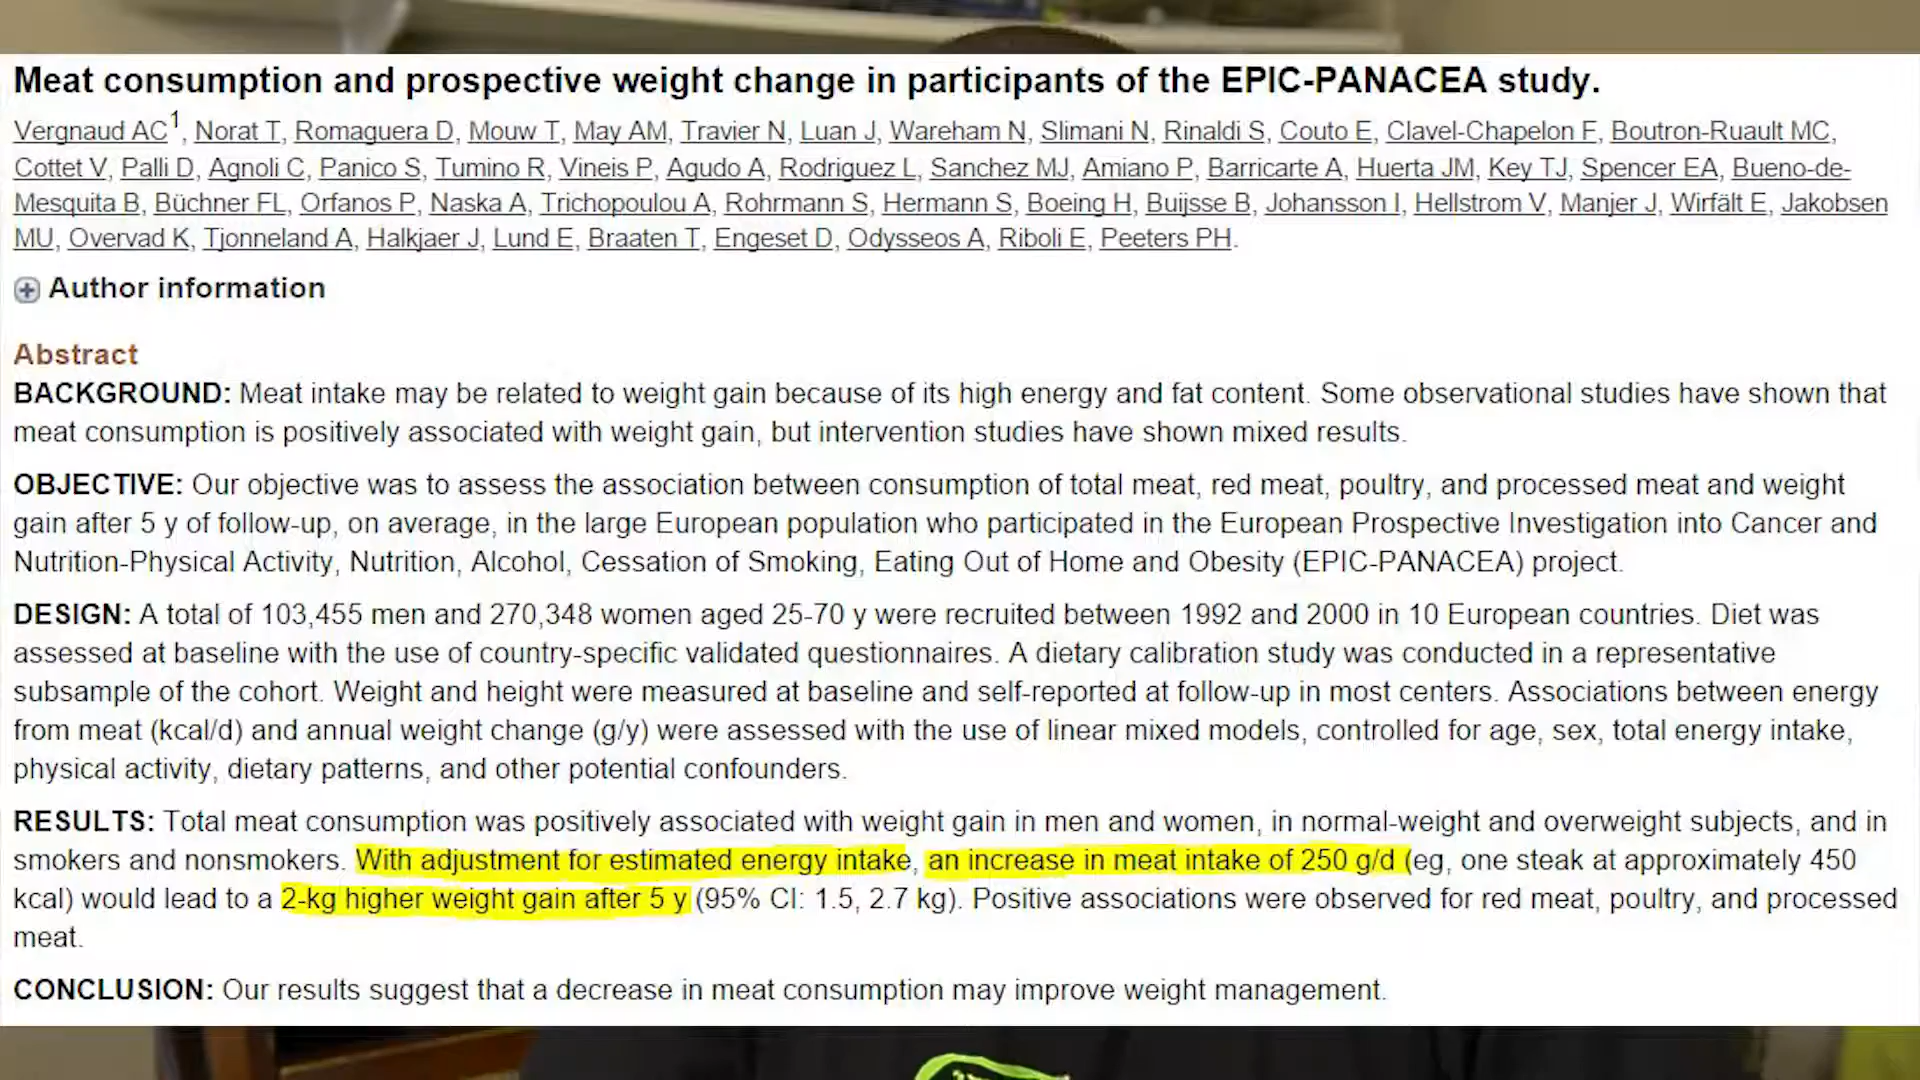 Meat consumption and prospective weight change in participants of the EPIC-PANACEA study.
Vergnaud AC1, Norat T, Romaguera D, Mouw T, May AM, Travier N, Luan J, Wareham N, Slimani N, Rinaldi S, Couto E, Clavel-Chapelon F, Boutron-Ruault MC,
Cottet V, Palli D, Agnoli C, Panico S, Tumino R, Vineis P, Agudo A, Rodriguez L, Sanchez MJ, Amiano P, Barricarte A, Huerta JM, Key TJ, Spencer EA, Bueno-de-
Mesquita B, Büchner FL, Orfanos P, Naska A, Trichopoulou A, Rohrmann S, Hermann S, Boeing H, Buijsse B, Johansson I, Hellstrom V, Manjer J, Wirfält E, Jakobsen
MU, Overvad K, Tjonneland A, Halkjaer J, Lund E, Braaten T, Engeset D, Odysseos A, Riboli E, Peeters PH.
Author information
Abstract
BACKGROUND: Meat intake may be related to weight gain because of its high energy and fat content. Some observational studies have shown that
meat consumption is positively associated with weight gain, but intervention studies have shown mixed results.
OBJECTIVE: Our objective was to assess the association between consumption of total meat, red meat, poultry, and processed meat and weight
gain after 5 y of follow-up, on average, in the large European population who participated in the European Prospective Investigation into Cancer and
Nutrition-Physical Activity, Nutrition, Alcohol, Cessation of Smoking, Eating Out of Home and Obesity (EPIC-PANACEA) project.
DESIGN: A total of 103,455 men and 270,348 women aged 25-70 y were recruited between 1992 and 2000 in 10 European countries. Diet was
assessed at baseline with the use of country-specific validated questionnaires. A dietary calibration study was conducted in a representative
subsample of the cohort. Weight and height were measured at baseline and self-reported at follow-up in most centers. Associations between energy
from meat (kcal/d) and annual weight change (g/y) were assessed with the use of linear mixed models, controlled for age, sex, total energy intake,
physical activity, dietary patterns, and other potential confounders.
RESULTS: Total meat consumption was positively associated with weight gain in men and women, in normal-weight and overweight subjects, and in
smokers and nonsmokers. With adjustment for estimated energy intake, an increase in meat intake of 250 g/d (eg, one steak at approximately 450
kcal) would lead to a 2-kg higher weight gain after 5 y (95% CI: 1.5, 2.7 kg). Positive associations were observed for red meat, poultry, and processed
meat.
CONCLUSION: Our results suggest that a decrease in meat consumption may improve weight management.